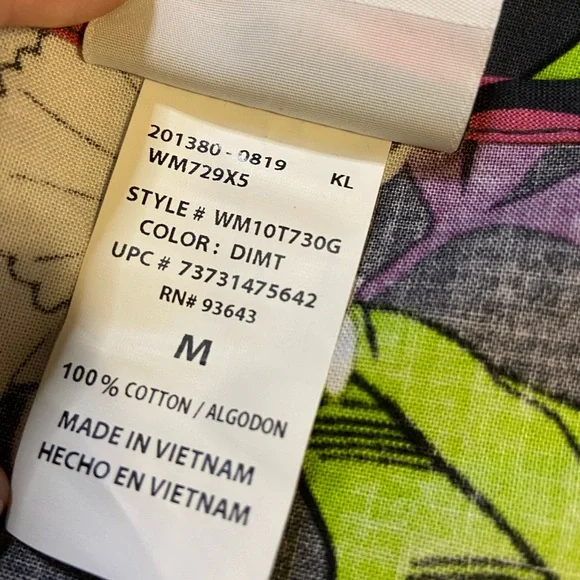 201380-0819
WM729X5 KL
STYLE # WM10T730G
COLOR: DIMT
UPC # 73731475642
RN# 93643
M
100% COTTON / ALGODON
MADE IN VIETNAM
HECHO EN VIETNAM